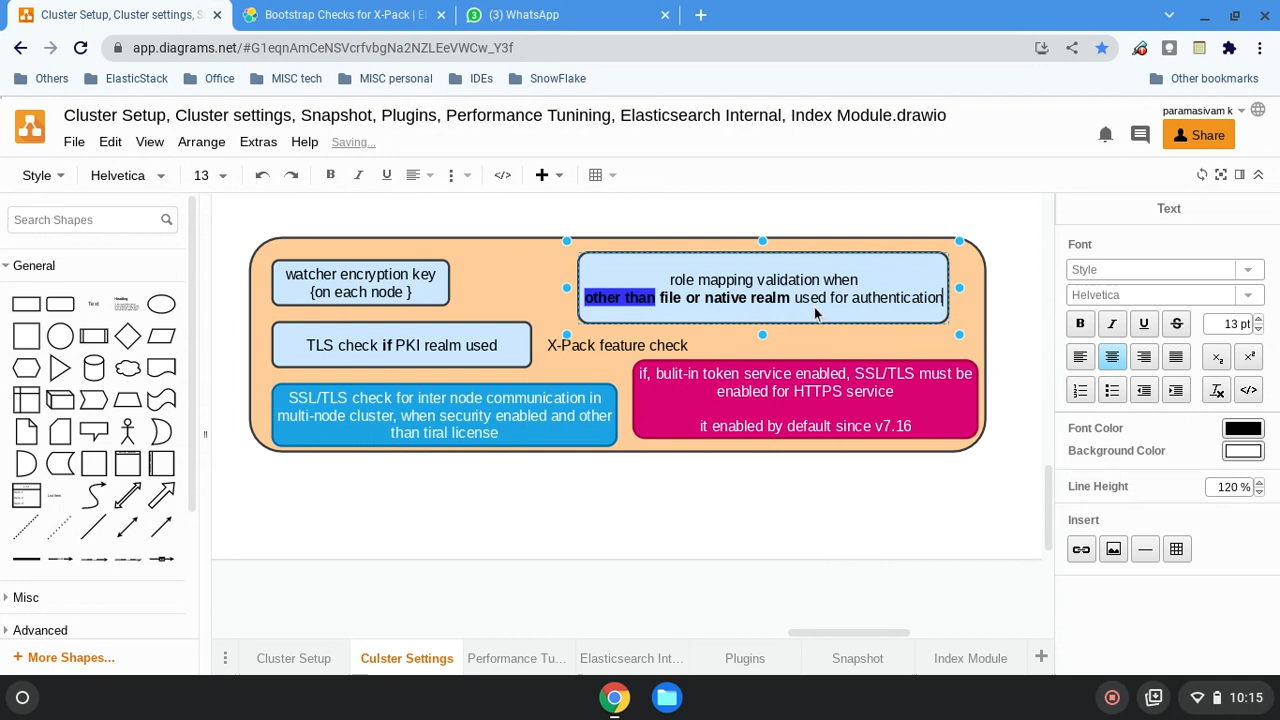 Cluster Setup, Cluster settings, S
Bootstrap Checks for X-Pack | El
(3) WhatsApp
app.diagrams.net/#G1eqnAmCeNSVcrfvbgNa2NZLEeVWCw_Y3f
Others
ElasticStack
Office
MISC tech
MISC personal
IDEs
SnowFlake
Other bookmarks
Cluster Setup, Cluster settings, Snapshot, Plugins, Performance Tunining, Elasticsearch Internal, Index Module.drawio
paramasivam k
File
Edit
View
Arrange
Extras
Help
Saving...
Share
Style
Helvetica
13
B
I
U
Search Shapes
General
Misc
Advanced
+ More Shapes...
watcher encryption key
{on each node }
role mapping validation when
other than file or native realm used for authentication
TLS check if PKI realm used
X-Pack feature check
SSL/TLS check for inter node communication in
multi-node cluster, when security enabled and other
than tiral license
if, bulit-in token service enabled, SSL/TLS must be
enabled for HTTPS service
it enabled by default since v7.16
Text
Font
Style
Helvetica
B
I
U
13 pt
Font Color
Background Color
Line Height
120 %
Insert
Cluster Setup
Culster Settings
Performance Tu...
Elasticsearch Int...
Plugins
Snapshot
Index Module
10:15